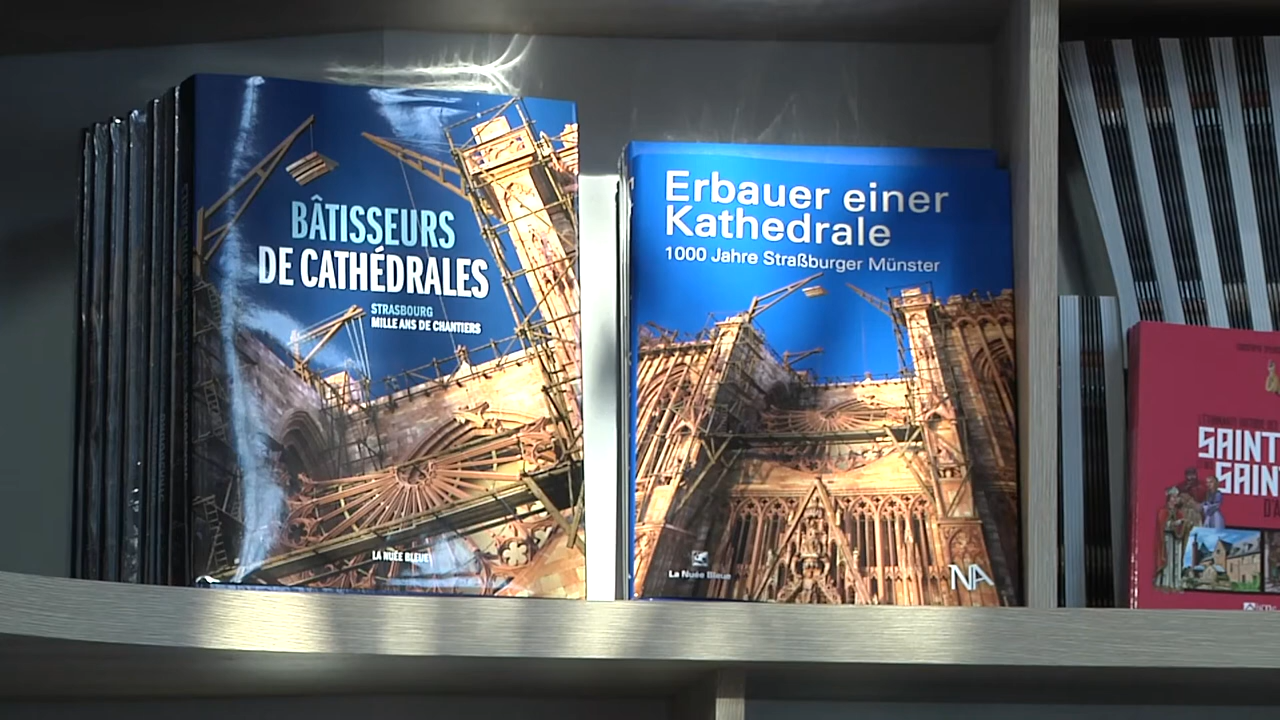 BÂTISSEURS
DE CATHÉDRALES
STRASBOURG
MILLE ANS DE CHANTIERS
LA NUÉE BLEUE
Erbauer einer
Kathedrale
1000 Jahre Straßburger Münster
La Nuée Bleue
NA
SAINT
SAIN